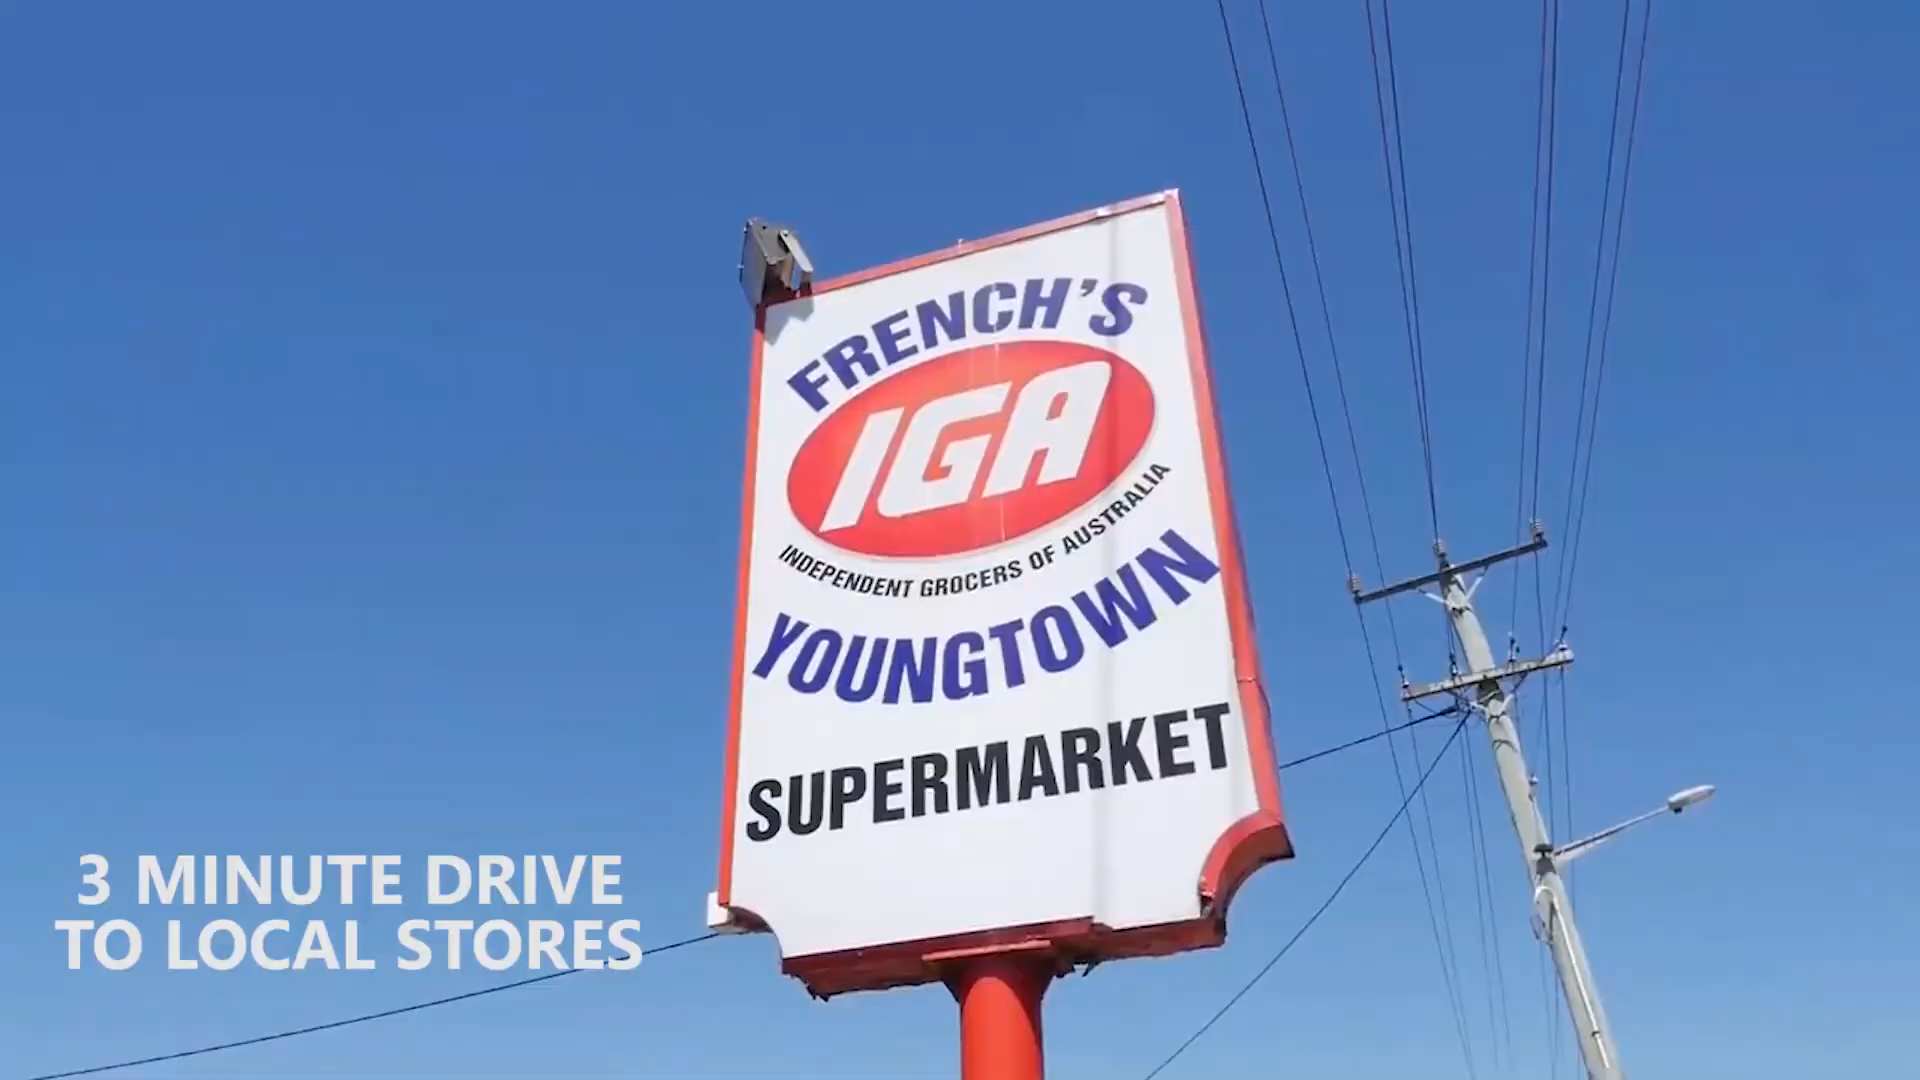 FRENCH'S
IGA
INDEPENDENT GROCERS OF AUSTRALIA
YOUNGTOWN
SUPERMARKET
3 MINUTE DRIVE
TO LOCAL STORES